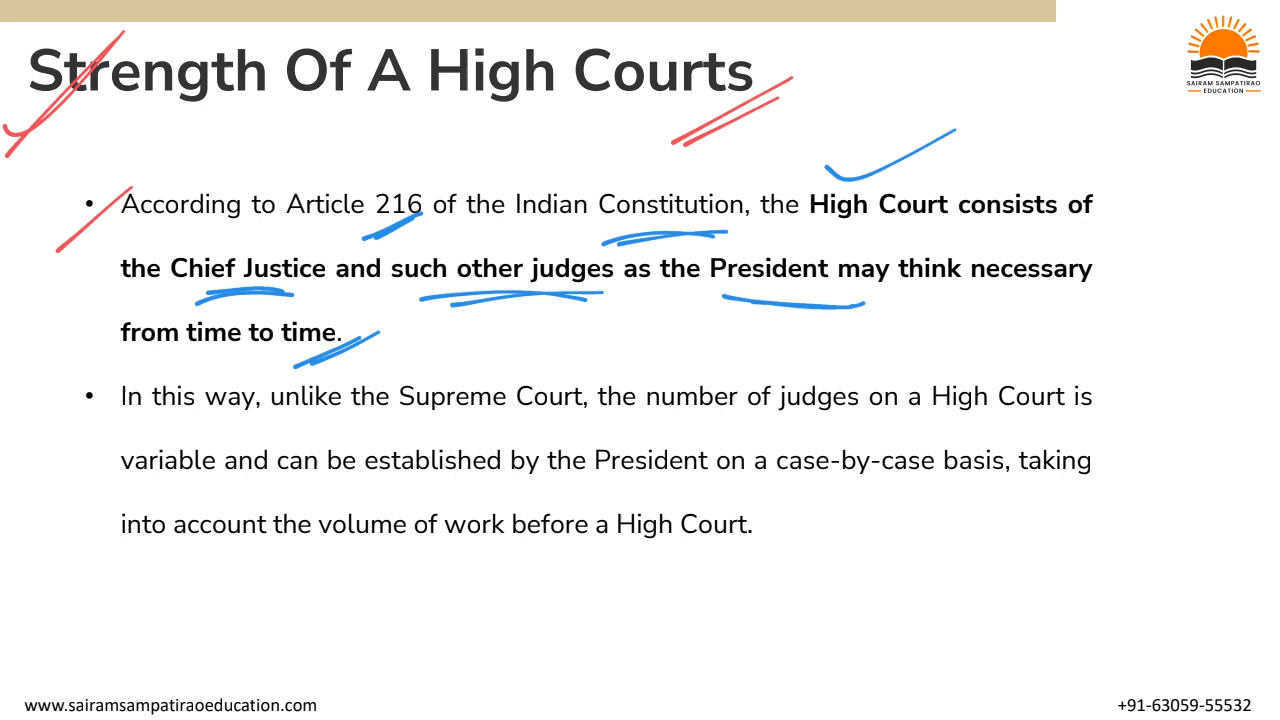 Strength Of A High Courts
SAIRAM SAMPATIRAO
EDUCATION
• According to Article 216 of the Indian Constitution, the High Court consists of
the Chief Justice and such other judges as the President may think necessary
from time to time.
• In this way, unlike the Supreme Court, the number of judges on a High Court is
variable and can be established by the President on a case-by-case basis, taking
into account the volume of work before a High Court.
www.sairamsampatiraoeducation.com
+91-63059-55532